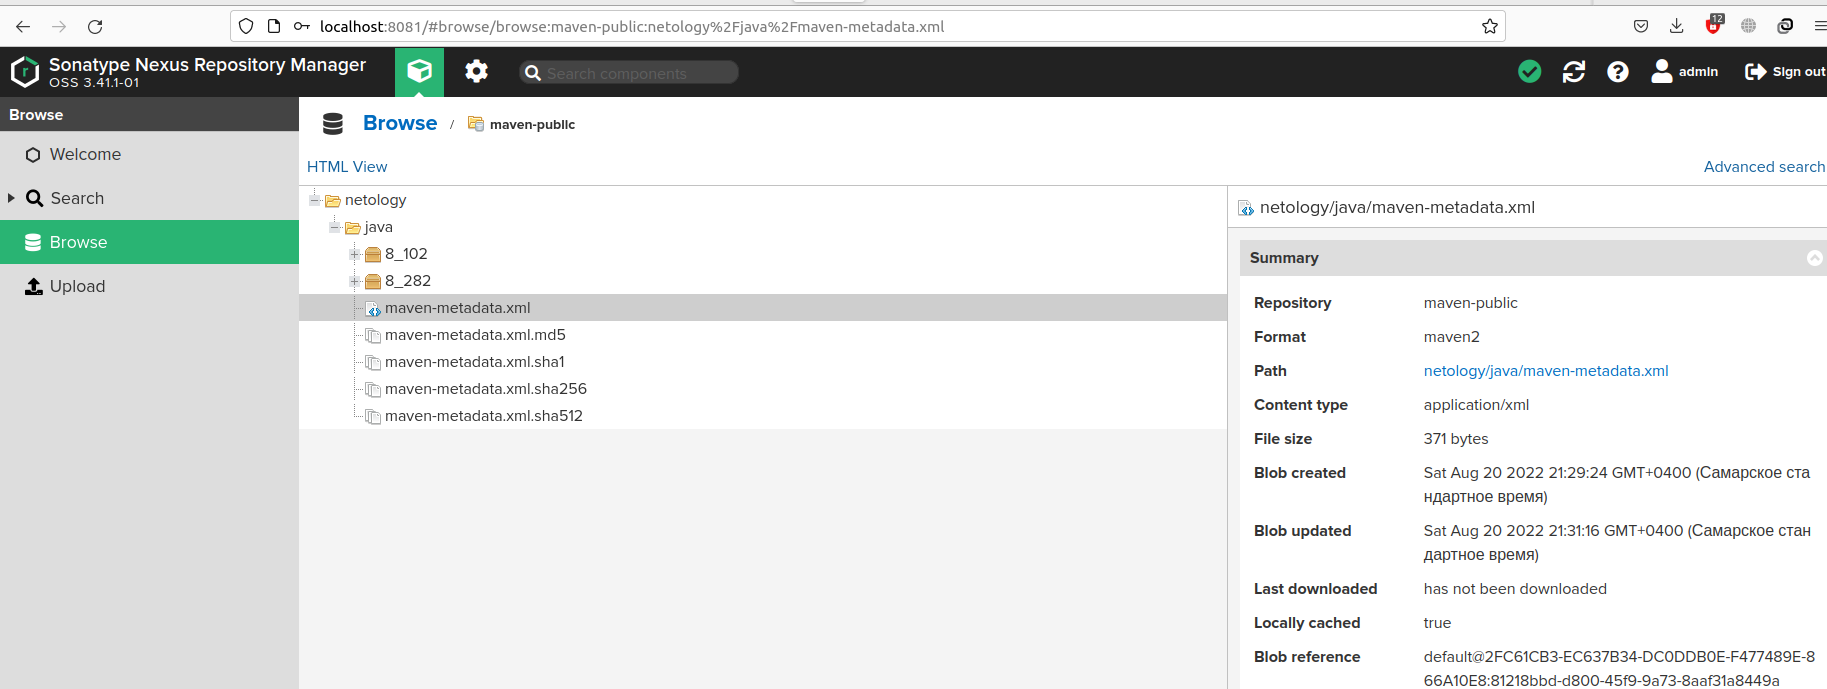 localhost:8081/#browse/browse:maven-public:netology%2Fjava%2Fmaven-metadata.xml
12
Sonatype Nexus Repository Manager
OSS 3.41.1-01
Search components
admin
Sign out
Browse
Welcome
Search
Browse
Upload
Browse / maven-public
HTML View
Advanced search
netology
java
8_102
8_282
maven-metadata.xml
maven-metadata.xml.md5
maven-metadata.xml.sha1
maven-metadata.xml.sha256
maven-metadata.xml.sha512
netology/java/maven-metadata.xml
Summary
Repository maven-public
Format maven2
Path netology/java/maven-metadata.xml
Content type application/xml
File size 371 bytes
Blob created Sat Aug 20 2022 21:29:24 GMT+0400 (Самарское ста
ндартное время)
Blob updated Sat Aug 20 2022 21:31:16 GMT+0400 (Самарское стан
дартное время)
Last downloaded has not been downloaded
Locally cached true
Blob reference default@2FC61CB3-EC637B34-DC0DDB0E-F477489E-8
66A10E8:81218bbd-d800-45f9-9a73-8aaf31a8449a